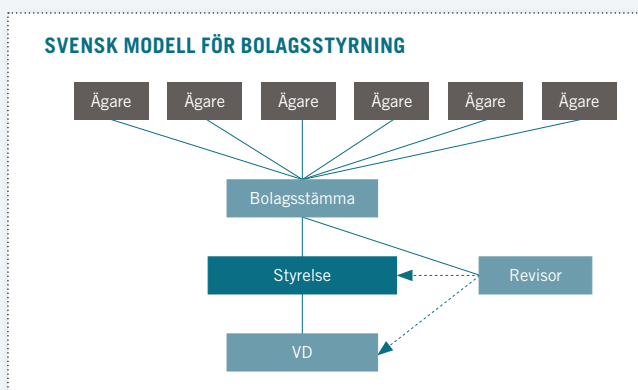 SVENSK MODELL FÖR BOLAGSSTYRNING
Ägare Ägare Ägare Ägare Ägare Ägare
Bolagsstämma
Styrelse Revisor
VD